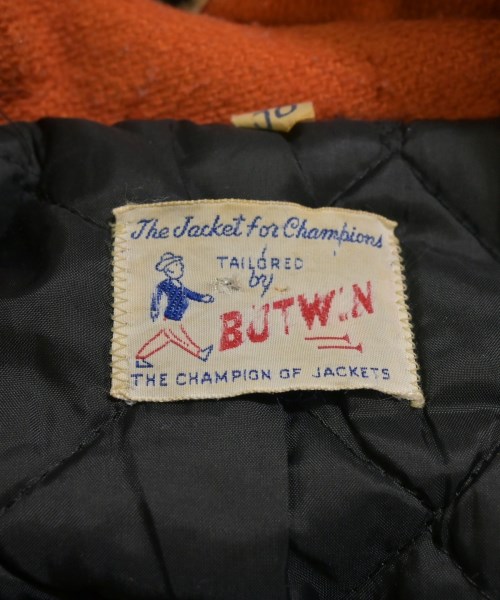 The Jacket for Champions
TAILORED
by
BUTWIN
THE CHAMPION OF JACKETS